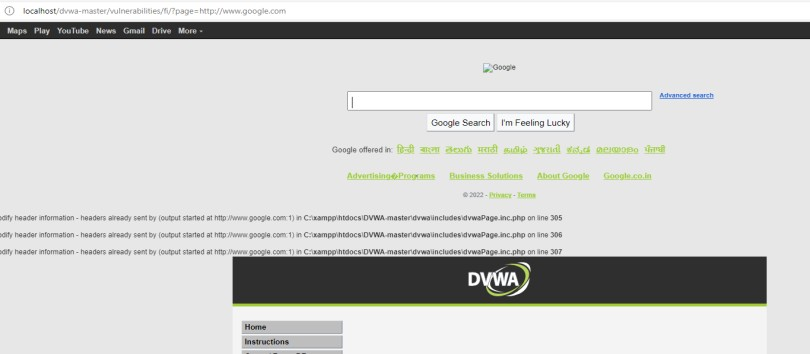 localhost/dvwa-master/vulnerabilities/fi/?page=http://www.google.com
Maps Play YouTube News Gmail Drive More
Google
Advanced search
Google Search I'm Feeling Lucky
Google offered in: हिन्दी বাংলা తెలుగు मराठी தமிழ் ગુજરાતી ಕನ್ನಡ മലയാളം ਪੰਜਾਬੀ
Advertising�Programs Business Solutions About Google Google.co.in
© 2022 - Privacy - Terms
header information - headers already sent by (output started at http://www.google.com:1) in C:\xampp\htdocs\DVWA-master\dvwa\includes\dvwaPage.inc.php on line 305
header information - headers already sent by (output started at http://www.google.com:1) in C:\xampp\htdocs\DVWA-master\dvwa\includes\dvwaPage.inc.php on line 306
header information - headers already sent by (output started at http://www.google.com:1) in C:\xampp\htdocs\DVWA-master\dvwa\includes\dvwaPage.inc.php on line 307
DVWA
Home
Instructions